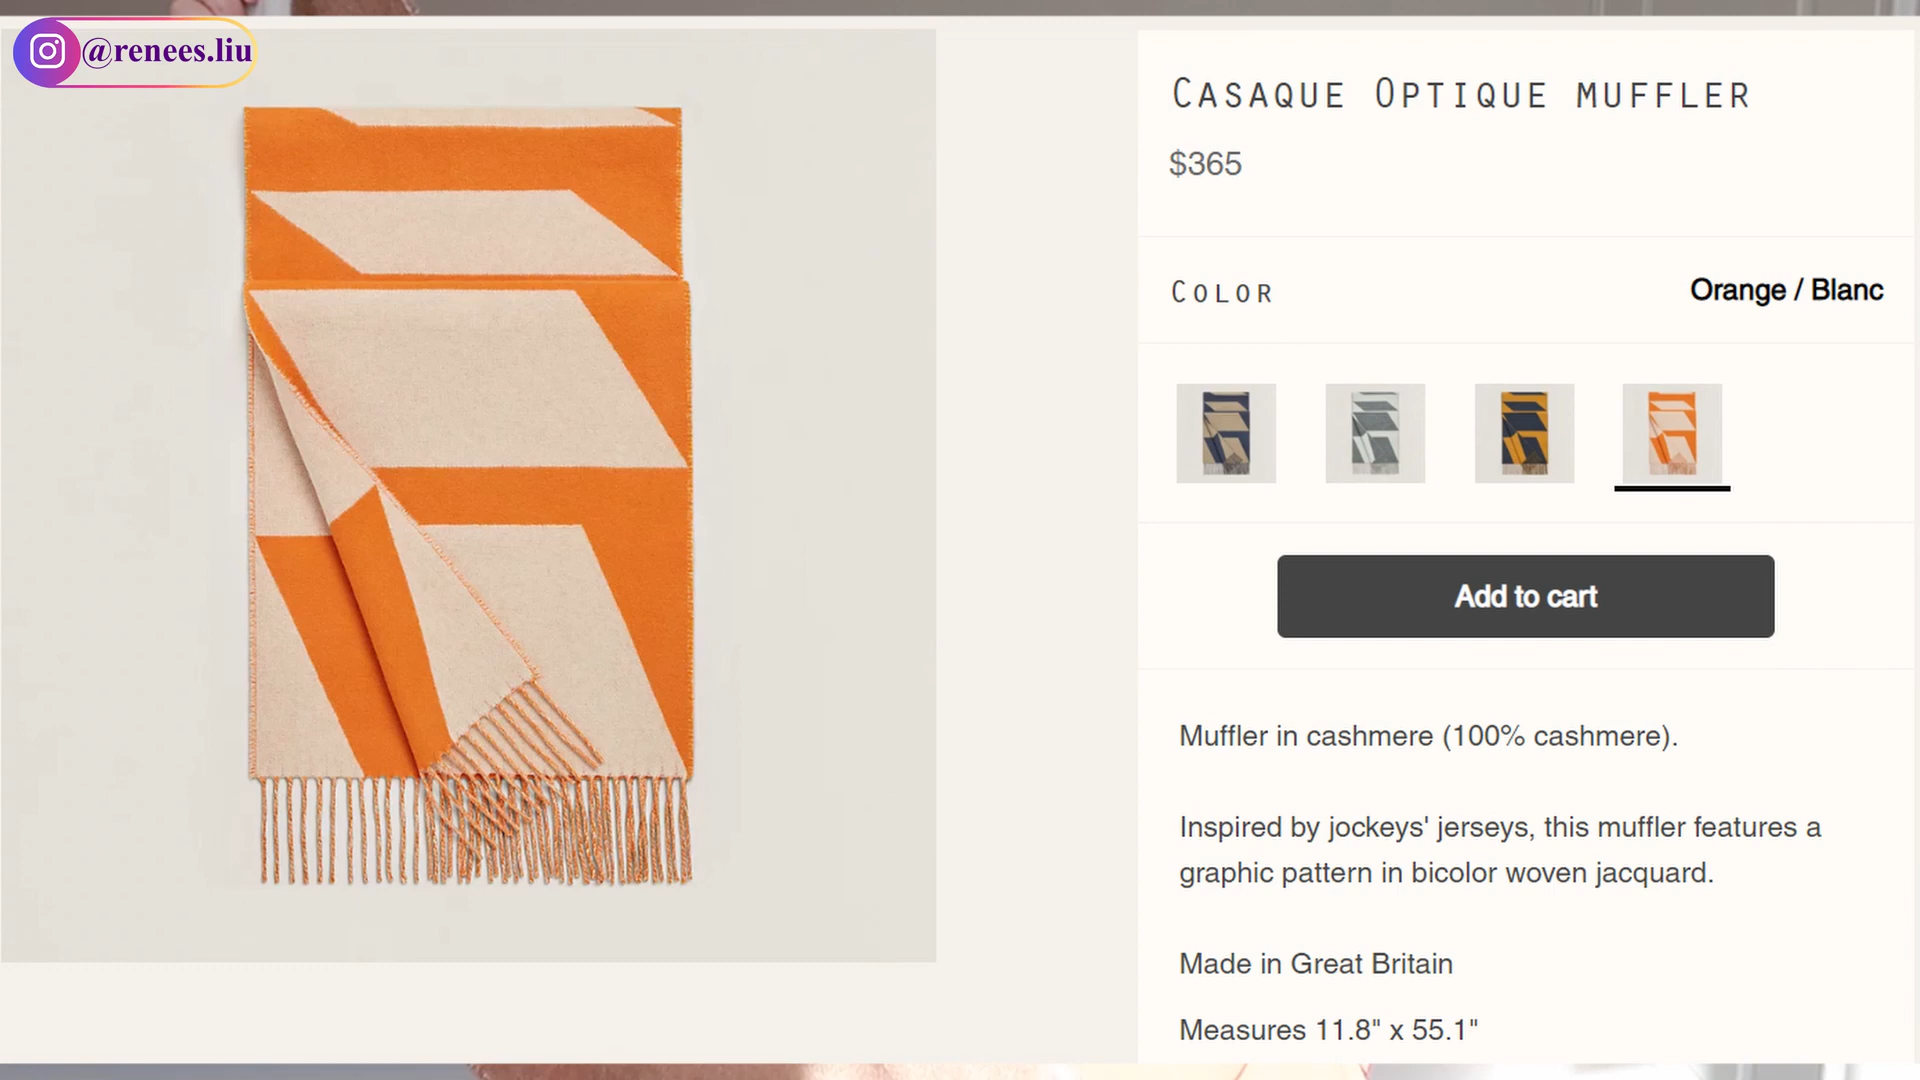 @renees.liu
Casaque Optique muffler
$365
Color
Orange / Blanc
Add to cart
Muffler in cashmere (100% cashmere).
Inspired by jockeys' jerseys, this muffler features a
graphic pattern in bicolor woven jacquard.
Made in Great Britain
Measures 11.8" x 55.1"